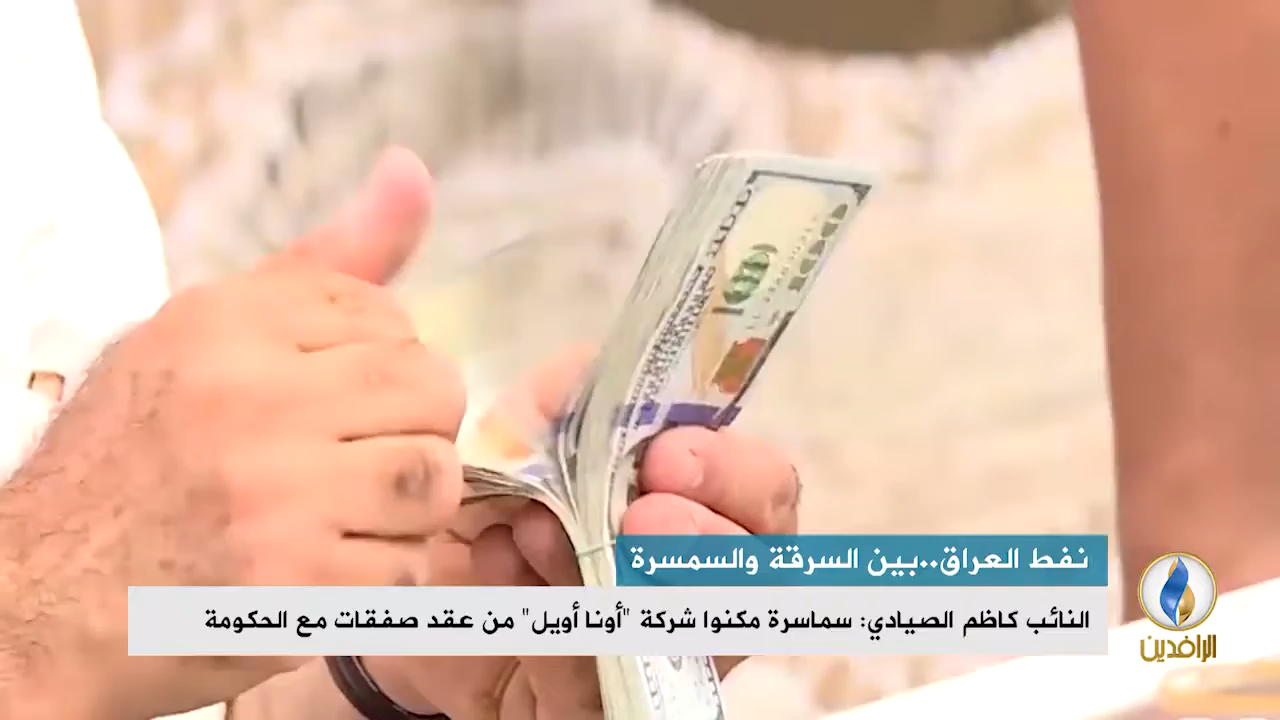 100
نفط العراق..بين السرقة والسمسرة
النائب كاظم الصيادي: سماسرة مكنوا شركة "أونا أويل" من عقد صفقات مع الحكومة
الرافدين